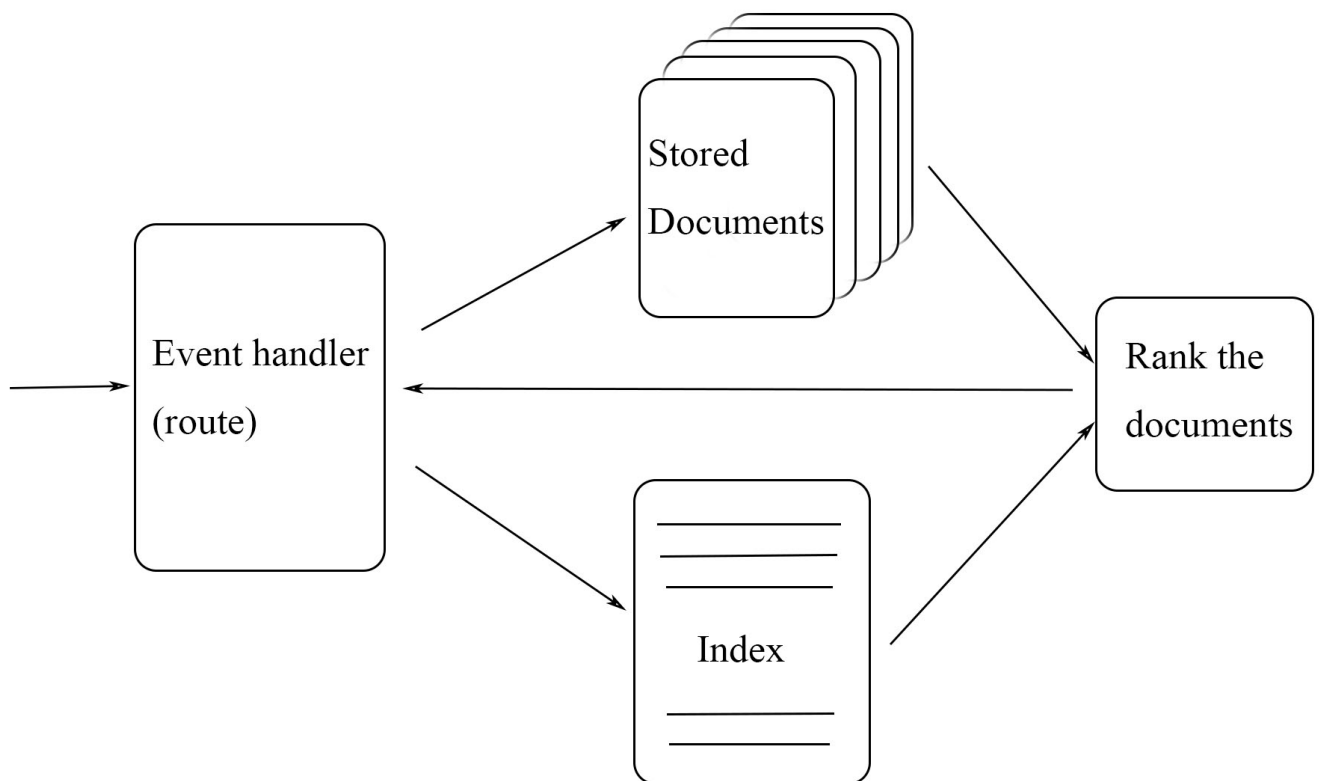 Stored
Documents
Event handler
(route)
Rank the
documents
Index